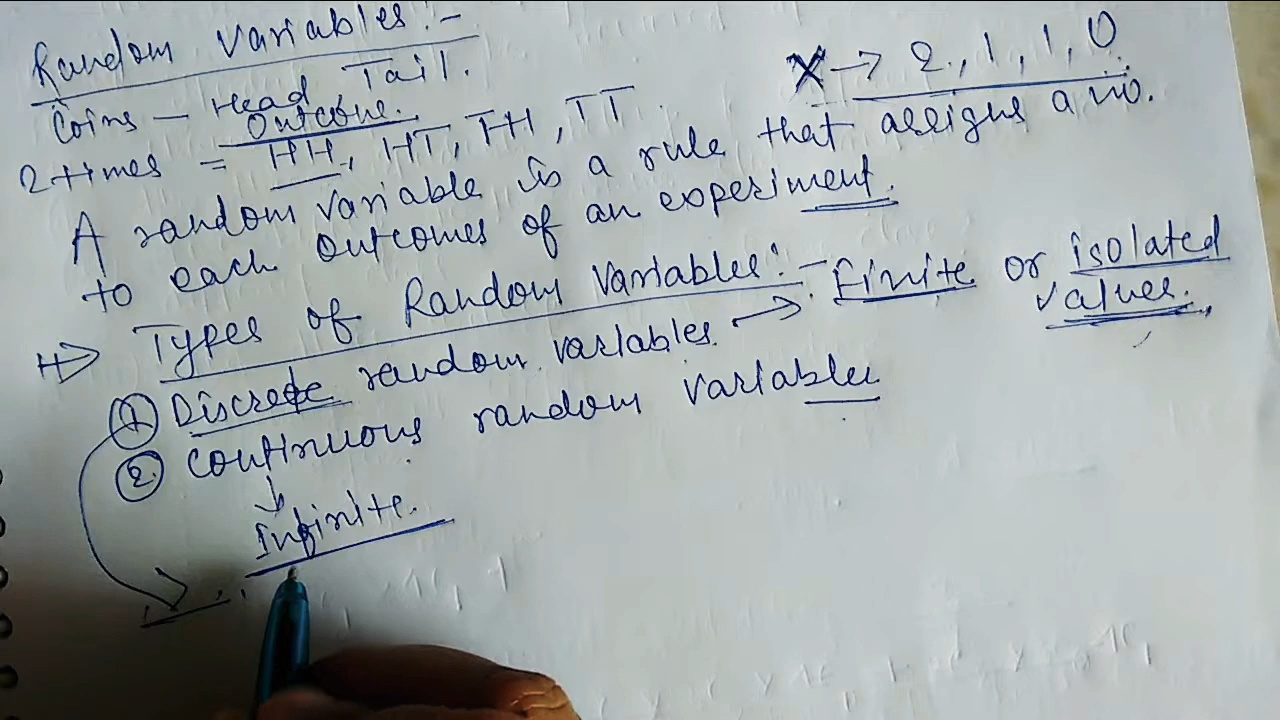 Random Variables:-
Coins – Head, Tail.
Outcome.
X → 2, 1, 1, 0
2 times = HH, HT, TH, TT
A random variable is a rule that assigns a no.
to each outcomes of an experiment.
⇒ Types of Random Variables:-
① Discrete random variables. → Finite or isolated values.
② Continuous random variables
↓
Infinite.